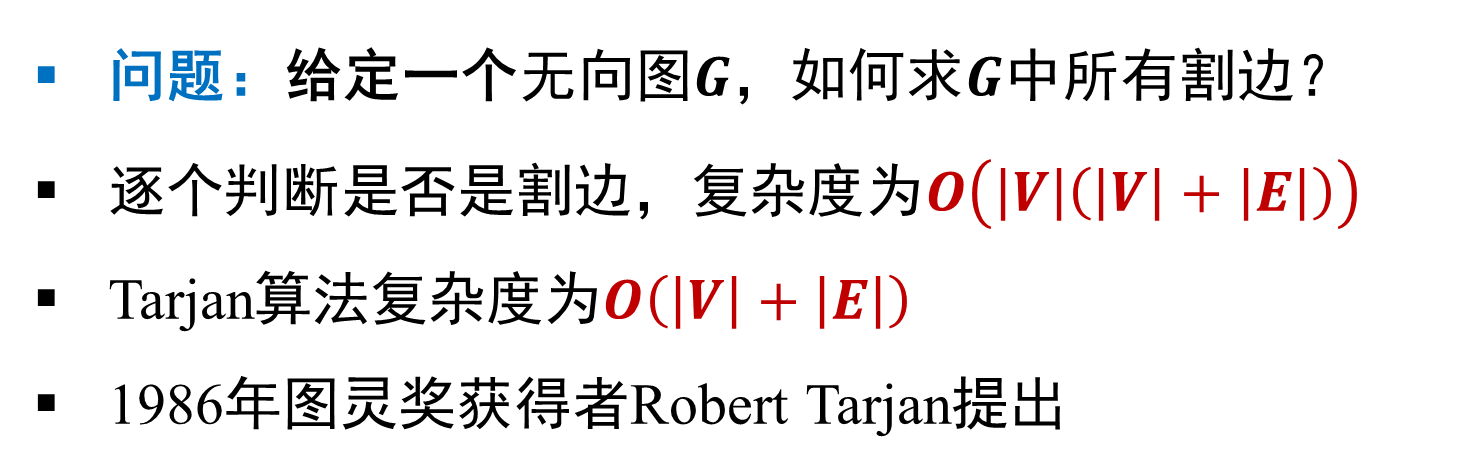 ▪ 问题：给定一个无向图G，如何求G中所有割边？
▪ 逐个判断是否是割边，复杂度为O(|V|(|V| + |E|))
▪ Tarjan算法复杂度为O(|V| + |E|)
▪ 1986年图灵奖获得者Robert Tarjan提出